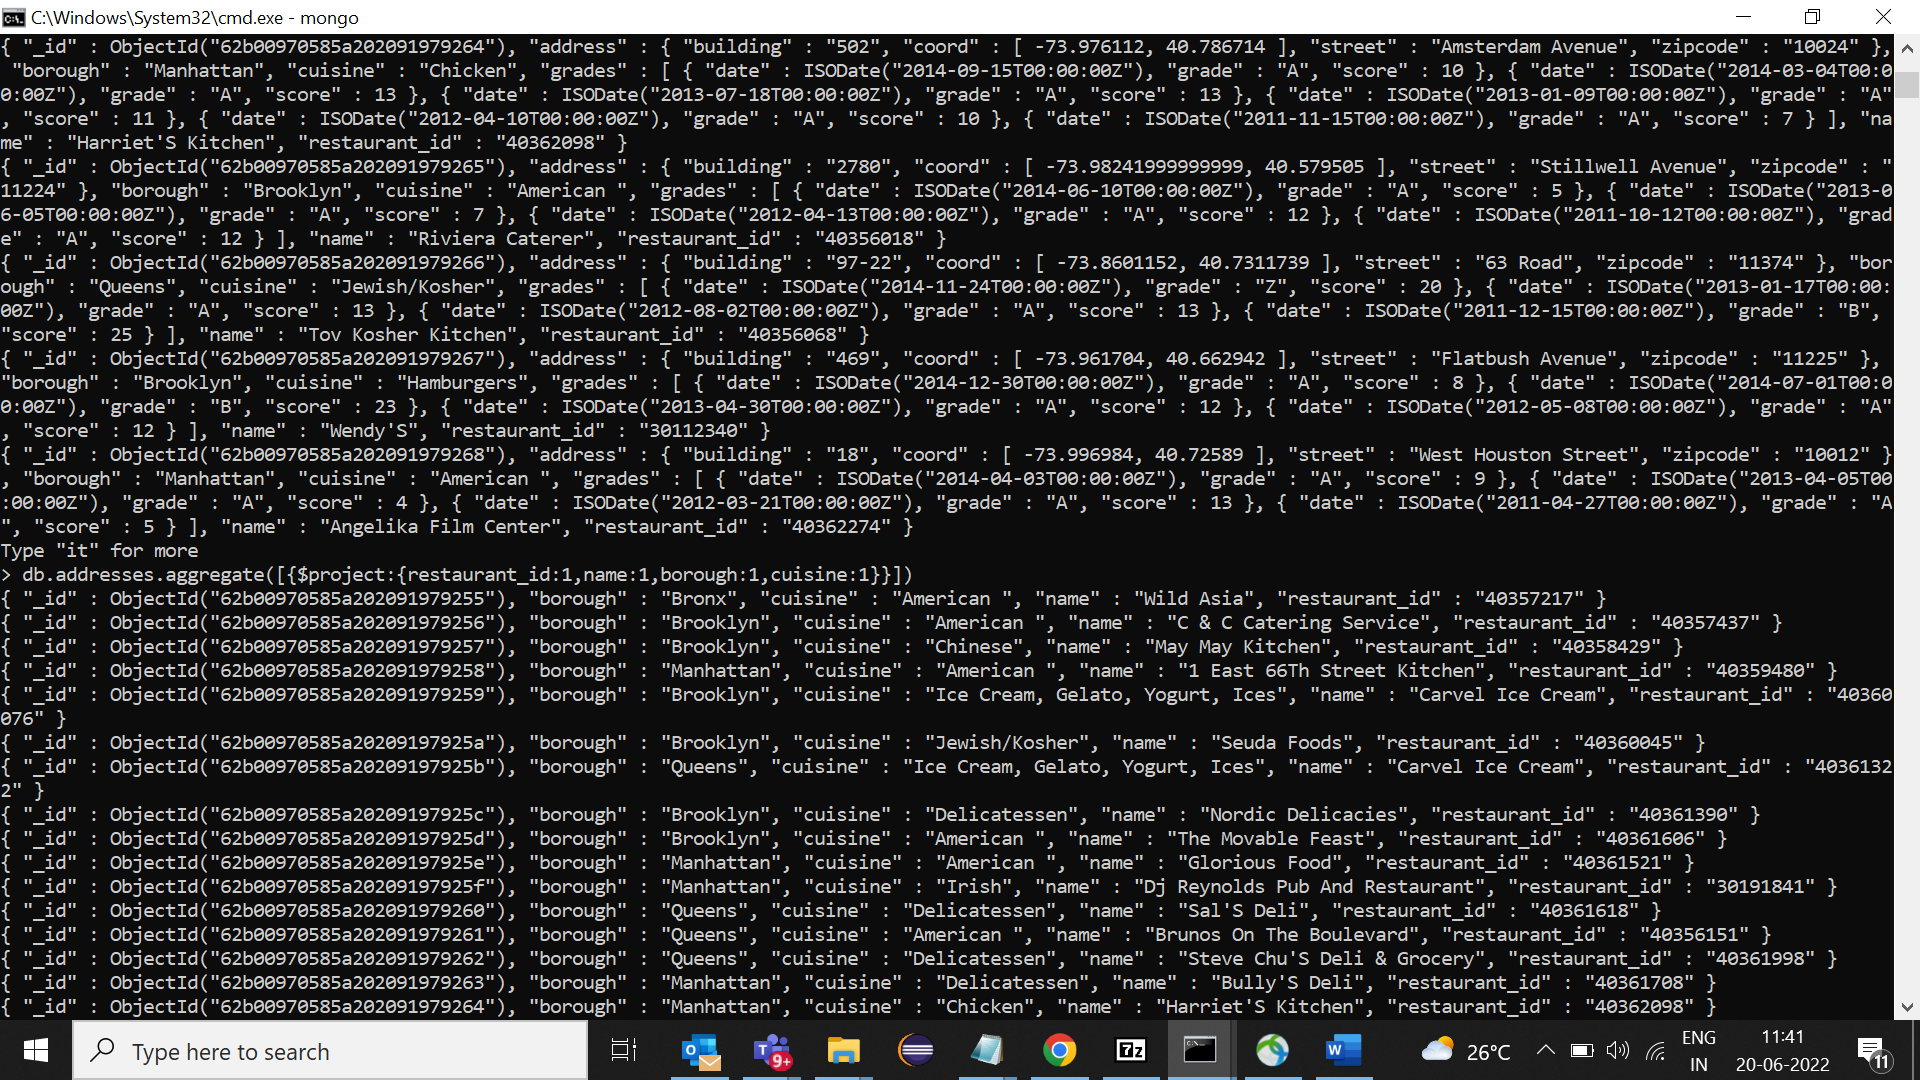 C:\Windows\System32\cmd.exe - mongo
{ "_id" : ObjectId("62b00970585a202091979264"), "address" : { "building" : "502", "coord" : [ -73.976112, 40.786714 ], "street" : "Amsterdam Avenue", "zipcode" : "10024" },
 "borough" : "Manhattan", "cuisine" : "Chicken", "grades" : [ { "date" : ISODate("2014-09-15T00:00:00Z"), "grade" : "A", "score" : 10 }, { "date" : ISODate("2014-03-04T00:0
0:00Z"), "grade" : "A", "score" : 13 }, { "date" : ISODate("2013-07-18T00:00:00Z"), "grade" : "A", "score" : 13 }, { "date" : ISODate("2013-01-09T00:00:00Z"), "grade" : "A"
, "score" : 11 }, { "date" : ISODate("2012-04-10T00:00:00Z"), "grade" : "A", "score" : 10 }, { "date" : ISODate("2011-11-15T00:00:00Z"), "grade" : "A", "score" : 7 } ], "na
me" : "Harriet'S Kitchen", "restaurant_id" : "40362098" }
{ "_id" : ObjectId("62b00970585a202091979265"), "address" : { "building" : "2780", "coord" : [ -73.98241999999999, 40.579505 ], "street" : "Stillwell Avenue", "zipcode" : "
11224" }, "borough" : "Brooklyn", "cuisine" : "American ", "grades" : [ { "date" : ISODate("2014-06-10T00:00:00Z"), "grade" : "A", "score" : 5 }, { "date" : ISODate("2013-0
6-05T00:00:00Z"), "grade" : "A", "score" : 7 }, { "date" : ISODate("2012-04-13T00:00:00Z"), "grade" : "A", "score" : 12 }, { "date" : ISODate("2011-10-12T00:00:00Z"), "grad
e" : "A", "score" : 12 } ], "name" : "Riviera Caterer", "restaurant_id" : "40356018" }
{ "_id" : ObjectId("62b00970585a202091979266"), "address" : { "building" : "97-22", "coord" : [ -73.8601152, 40.7311739 ], "street" : "63 Road", "zipcode" : "11374" }, "bor
ough" : "Queens", "cuisine" : "Jewish/Kosher", "grades" : [ { "date" : ISODate("2014-11-24T00:00:00Z"), "grade" : "Z", "score" : 20 }, { "date" : ISODate("2013-01-17T00:00:
00Z"), "grade" : "A", "score" : 13 }, { "date" : ISODate("2012-08-02T00:00:00Z"), "grade" : "A", "score" : 13 }, { "date" : ISODate("2011-12-15T00:00:00Z"), "grade" : "B",
"score" : 25 } ], "name" : "Tov Kosher Kitchen", "restaurant_id" : "40356068" }
{ "_id" : ObjectId("62b00970585a202091979267"), "address" : { "building" : "469", "coord" : [ -73.961704, 40.662942 ], "street" : "Flatbush Avenue", "zipcode" : "11225" },
"borough" : "Brooklyn", "cuisine" : "Hamburgers", "grades" : [ { "date" : ISODate("2014-12-30T00:00:00Z"), "grade" : "A", "score" : 8 }, { "date" : ISODate("2014-07-01T00:0
0:00Z"), "grade" : "B", "score" : 23 }, { "date" : ISODate("2013-04-30T00:00:00Z"), "grade" : "A", "score" : 12 }, { "date" : ISODate("2012-05-08T00:00:00Z"), "grade" : "A"
, "score" : 12 } ], "name" : "Wendy'S", "restaurant_id" : "30112340" }
{ "_id" : ObjectId("62b00970585a202091979268"), "address" : { "building" : "18", "coord" : [ -73.996984, 40.72589 ], "street" : "West Houston Street", "zipcode" : "10012" }
, "borough" : "Manhattan", "cuisine" : "American ", "grades" : [ { "date" : ISODate("2014-04-03T00:00:00Z"), "grade" : "A", "score" : 9 }, { "date" : ISODate("2013-04-05T00
:00:00Z"), "grade" : "A", "score" : 4 }, { "date" : ISODate("2012-03-21T00:00:00Z"), "grade" : "A", "score" : 13 }, { "date" : ISODate("2011-04-27T00:00:00Z"), "grade" : "A
", "score" : 5 } ], "name" : "Angelika Film Center", "restaurant_id" : "40362274" }
Type "it" for more
> db.addresses.aggregate([{$project:{restaurant_id:1,name:1,borough:1,cuisine:1}}])
{ "_id" : ObjectId("62b00970585a202091979255"), "borough" : "Bronx", "cuisine" : "American ", "name" : "Wild Asia", "restaurant_id" : "40357217" }
{ "_id" : ObjectId("62b00970585a202091979256"), "borough" : "Brooklyn", "cuisine" : "American ", "name" : "C & C Catering Service", "restaurant_id" : "40357437" }
{ "_id" : ObjectId("62b00970585a202091979257"), "borough" : "Brooklyn", "cuisine" : "Chinese", "name" : "May May Kitchen", "restaurant_id" : "40358429" }
{ "_id" : ObjectId("62b00970585a202091979258"), "borough" : "Manhattan", "cuisine" : "American ", "name" : "1 East 66Th Street Kitchen", "restaurant_id" : "40359480" }
{ "_id" : ObjectId("62b00970585a202091979259"), "borough" : "Brooklyn", "cuisine" : "Ice Cream, Gelato, Yogurt, Ices", "name" : "Carvel Ice Cream", "restaurant_id" : "40360
076" }
{ "_id" : ObjectId("62b00970585a20209197925a"), "borough" : "Brooklyn", "cuisine" : "Jewish/Kosher", "name" : "Seuda Foods", "restaurant_id" : "40360045" }
{ "_id" : ObjectId("62b00970585a20209197925b"), "borough" : "Queens", "cuisine" : "Ice Cream, Gelato, Yogurt, Ices", "name" : "Carvel Ice Cream", "restaurant_id" : "4036132
2" }
{ "_id" : ObjectId("62b00970585a20209197925c"), "borough" : "Brooklyn", "cuisine" : "Delicatessen", "name" : "Nordic Delicacies", "restaurant_id" : "40361390" }
{ "_id" : ObjectId("62b00970585a20209197925d"), "borough" : "Brooklyn", "cuisine" : "American ", "name" : "The Movable Feast", "restaurant_id" : "40361606" }
{ "_id" : ObjectId("62b00970585a20209197925e"), "borough" : "Manhattan", "cuisine" : "American ", "name" : "Glorious Food", "restaurant_id" : "40361521" }
{ "_id" : ObjectId("62b00970585a20209197925f"), "borough" : "Manhattan", "cuisine" : "Irish", "name" : "Dj Reynolds Pub And Restaurant", "restaurant_id" : "30191841" }
{ "_id" : ObjectId("62b00970585a202091979260"), "borough" : "Queens", "cuisine" : "Delicatessen", "name" : "Sal'S Deli", "restaurant_id" : "40361618" }
{ "_id" : ObjectId("62b00970585a202091979261"), "borough" : "Queens", "cuisine" : "American ", "name" : "Brunos On The Boulevard", "restaurant_id" : "40356151" }
{ "_id" : ObjectId("62b00970585a202091979262"), "borough" : "Queens", "cuisine" : "Delicatessen", "name" : "Steve Chu'S Deli & Grocery", "restaurant_id" : "40361998" }
{ "_id" : ObjectId("62b00970585a202091979263"), "borough" : "Manhattan", "cuisine" : "Delicatessen", "name" : "Bully'S Deli", "restaurant_id" : "40361708" }
{ "_id" : ObjectId("62b00970585a202091979264"), "borough" : "Manhattan", "cuisine" : "Chicken", "name" : "Harriet'S Kitchen", "restaurant_id" : "40362098" }
Type here to search
9+
7z
26°C
ENG
IN
11:41
20-06-2022
11